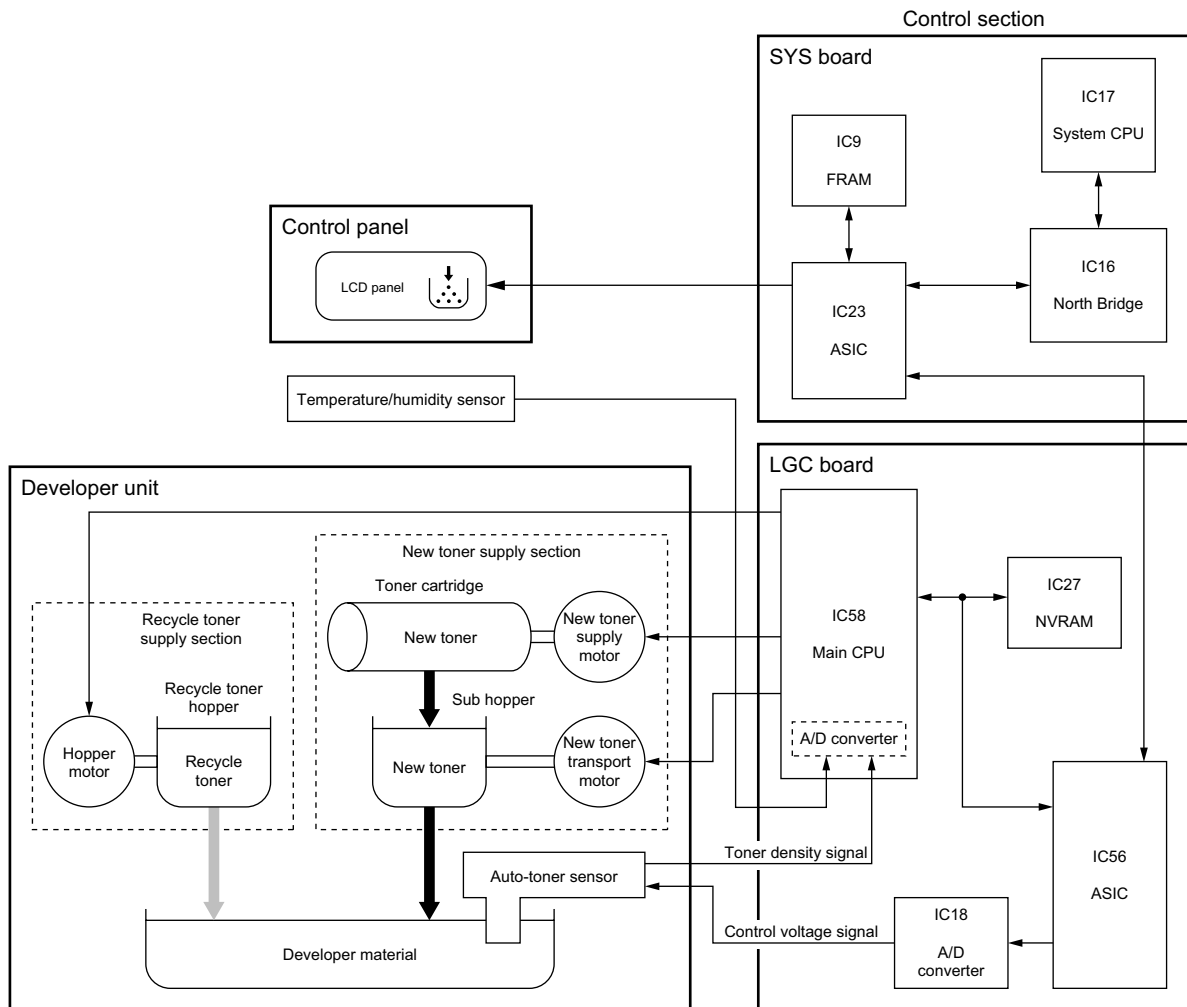 Control section
SYS board
IC17
System CPU
IC9
FRAM
Control panel
LCD panel
IC16
North Bridge
IC23
ASIC
Temperature/humidity sensor
Developer unit
LGC board
New toner supply section
Toner cartridge
New toner
New toner
supply
motor
Recycle toner
supply section
Recycle toner
hopper
Hopper
motor
Recycle
toner
Sub hopper
New toner
New toner
transport
motor
IC58
Main CPU
A/D converter
IC27
NVRAM
Toner density signal
Auto-toner sensor
Control voltage signal
Developer material
IC18
A/D
converter
IC56
ASIC